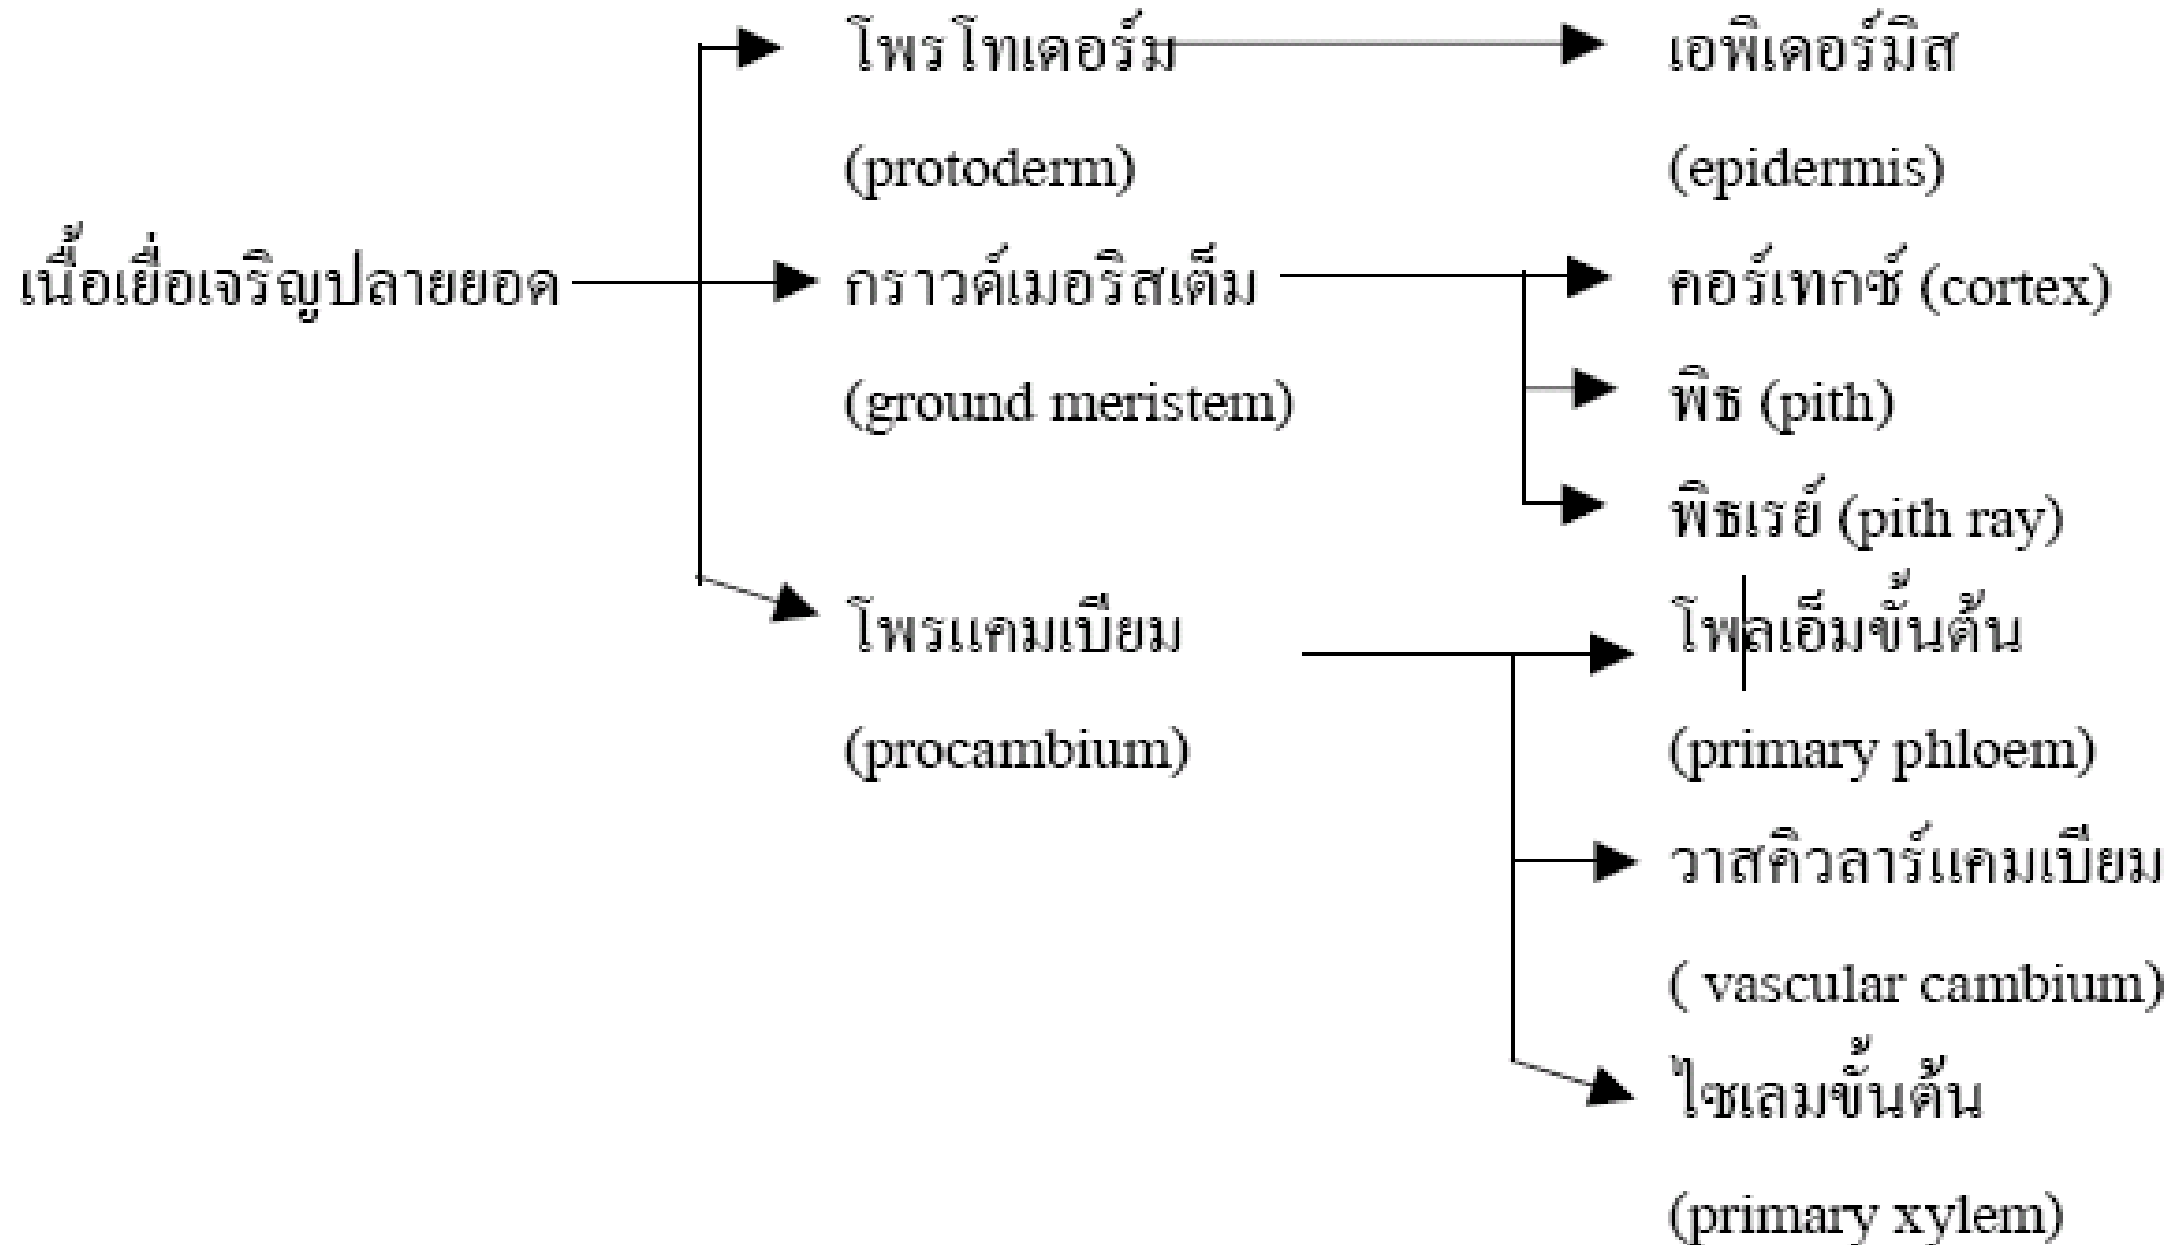 โพรโทเดอร์ม เอพิเดอร์มิส
(protoderm) (epidermis)
เนื้อเยื่อเจริญปลายยอด กราวด์เมอริสเต็ม คอร์เทกซ์ (cortex)
(ground meristem) พิธ (pith)
พิธเรย์ (pith ray)
โพรแคมเบียม โพลเอ็มขั้นต้น
(procambium) (primary phloem)
วาสคิวลาร์แคมเบียม
( vascular cambium)
ไซเลมขั้นต้น
(primary xylem)